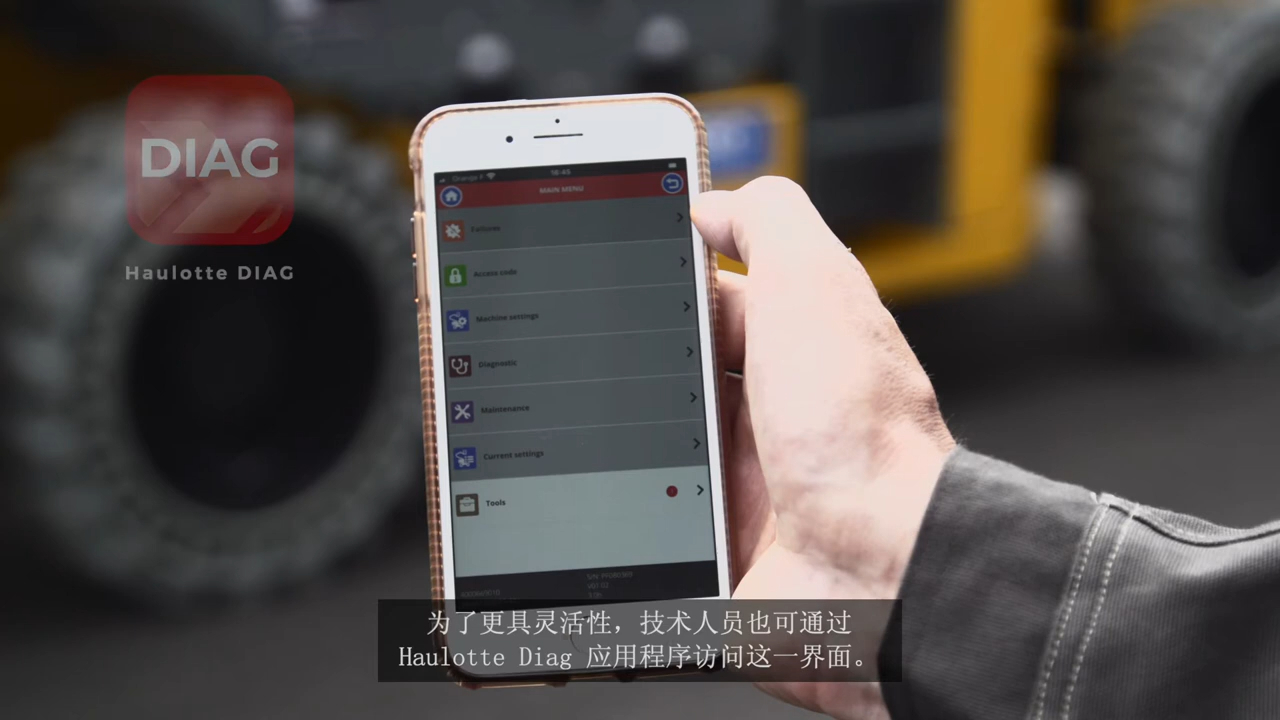 DIAG
Haulotte DIAG
16:45
MAIN MENU
Failures
Access code
Machine settings
Diagnostic
Maintenance
Current settings
Tools
为了更具灵活性，技术人员也可通过
Haulotte Diag 应用程序访问这一界面。